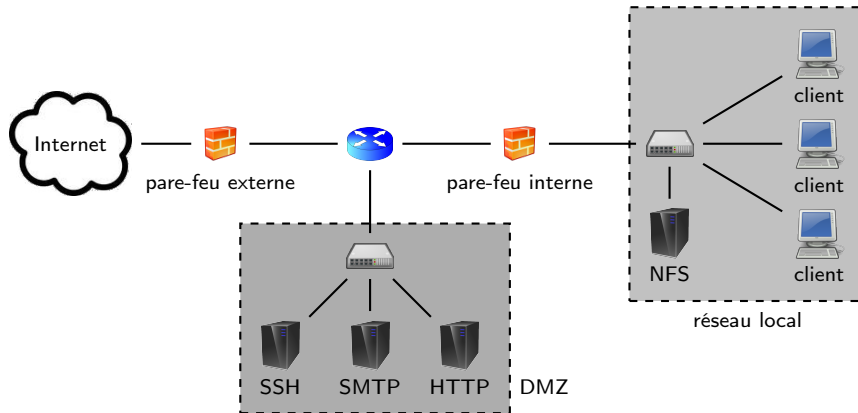 client
Internet
pare-feu externe
pare-feu interne
client
client
NFS
réseau local
SSH
SMTP
HTTP
DMZ